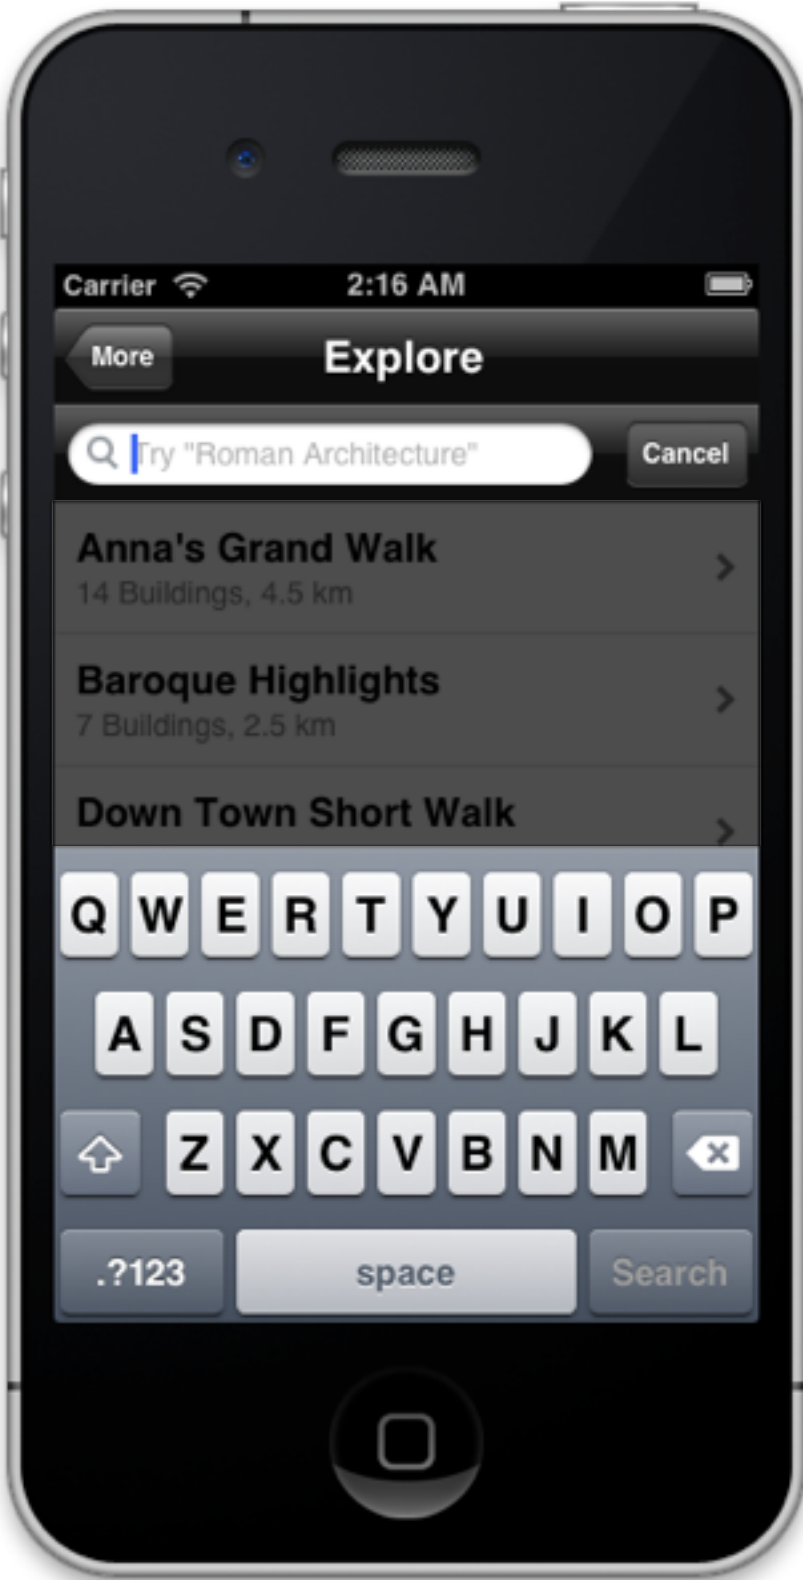 Carrier 2:16 AM
More Explore
Try "Roman Architecture" Cancel
Anna's Grand Walk
14 Buildings, 4.5 km
Baroque Highlights
7 Buildings, 2.5 km
Down Town Short Walk
Q W E R T Y U I O P
A S D F G H J K L
Z X C V B N M
.?123 space Search